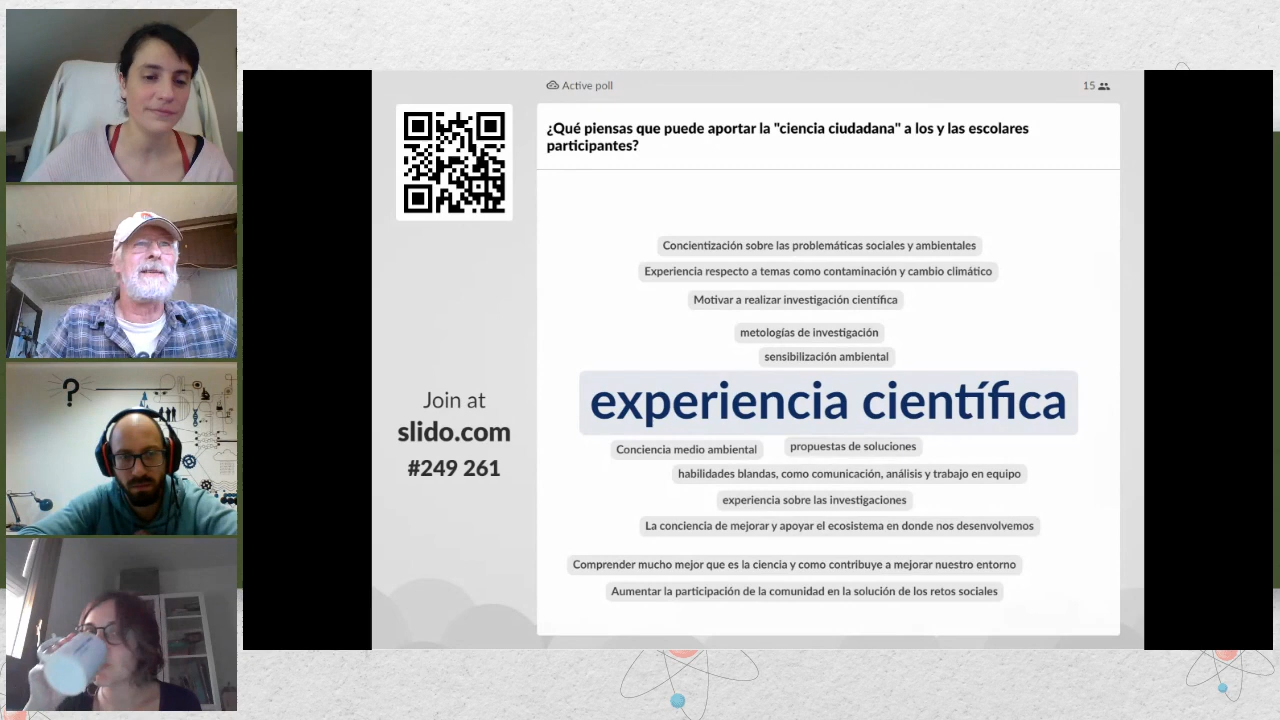 Active poll
15
¿Qué piensas que puede aportar la "ciencia ciudadana" a los y las escolares
participantes?
Concientización sobre las problemáticas sociales y ambientales
Experiencia respecto a temas como contaminación y cambio climático
Motivar a realizar investigación científica
metologías de investigación
sensibilización ambiental
experiencia científica
Conciencia medio ambiental
propuestas de soluciones
habilidades blandas, como comunicación, análisis y trabajo en equipo
experiencia sobre las investigaciones
La conciencia de mejorar y apoyar el ecosistema en donde nos desenvolvemos
Comprender mucho mejor que es la ciencia y como contribuye a mejorar nuestro entorno
Aumentar la participación de la comunidad en la solución de los retos sociales
Join at
slido.com
#249 261
?